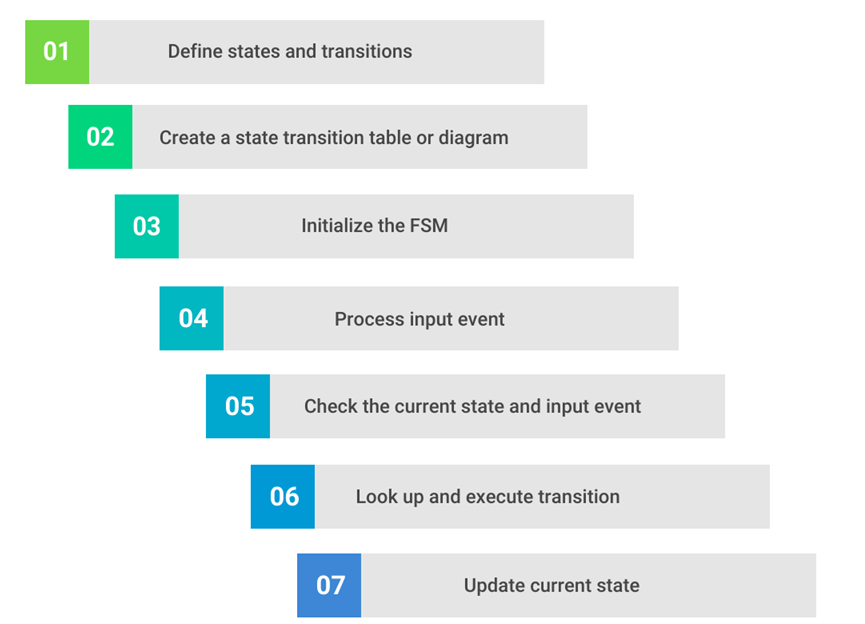 01 Define states and transitions
02 Create a state transition table or diagram
03 Initialize the FSM
04 Process input event
05 Check the current state and input event
06 Look up and execute transition
07 Update current state